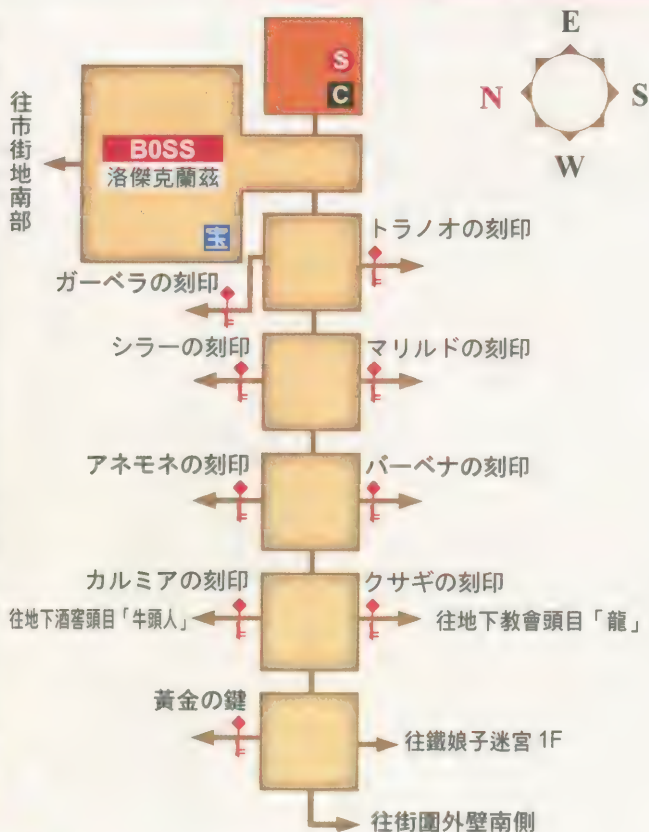 E
N
S
W
S
C
往市街地南部
BOSS
洛傑克蘭茲
宝
トラノオの刻印
ガーベラの刻印
シラーの刻印
マリルドの刻印
アネモネの刻印
バーベナの刻印
カルミアの刻印
クサギの刻印
往地下酒窖頭目「牛頭人」
往地下教會頭目「龍」
黃金の鍵
往鐵娘子迷宮 1F
往街圍外壁南側